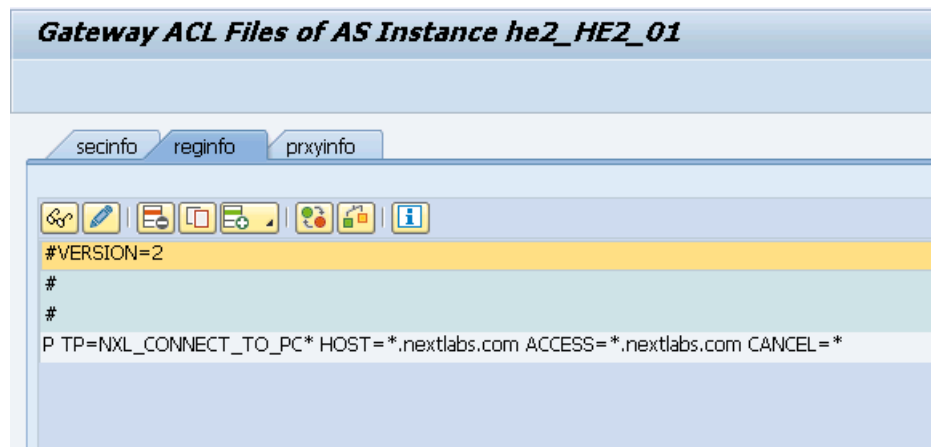 Gateway ACL Files of AS Instance he2_HE2_01
secinfo reginfo prxyinfo
#VERSION=2
#
#
P TP=NXL_CONNECT_TO_PC* HOST=*.nextlabs.com ACCESS=*.nextlabs.com CANCEL=*